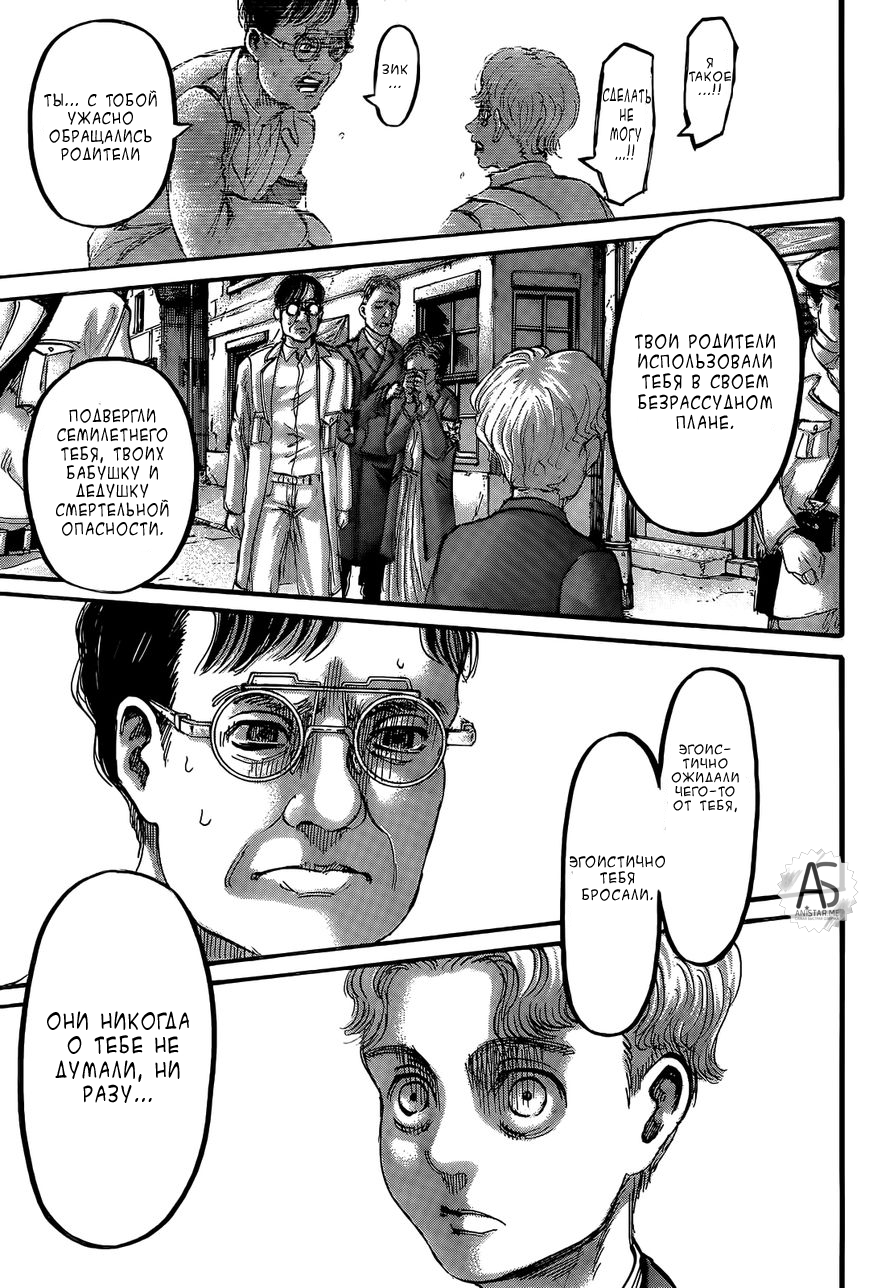 Я
ТАКОЕ
...!!
СДЕЛАТЬ
НЕ
МОГУ
...!!
ЗИК
...
ТЫ... С ТОБОЙ
УЖАСНО
ОБРАЩАЛИСЬ
РОДИТЕЛИ
ТВОИ РОДИТЕЛИ
ИСПОЛЬЗОВАЛИ
ТЕБЯ В СВОЕМ
БЕЗРАССУДНОМ
ПЛАНЕ.
ПОДВЕРГЛИ
СЕМИЛЕТНЕГО
ТЕБЯ, ТВОИХ
БАБУШКУ И
ДЕДУШКУ
СМЕРТЕЛЬНОЙ
ОПАСНОСТИ.
ЭГОИС-
ТИЧНО
ОЖИДАЛИ
ЧЕГО-ТО
ОТ ТЕБЯ,
ЭГОИСТИЧНО
ТЕБЯ
БРОСАЛИ.
AS
ANISTAR.ME
ОНИ НИКОГДА
О ТЕБЕ НЕ
ДУМАЛИ, НИ
РАЗУ...